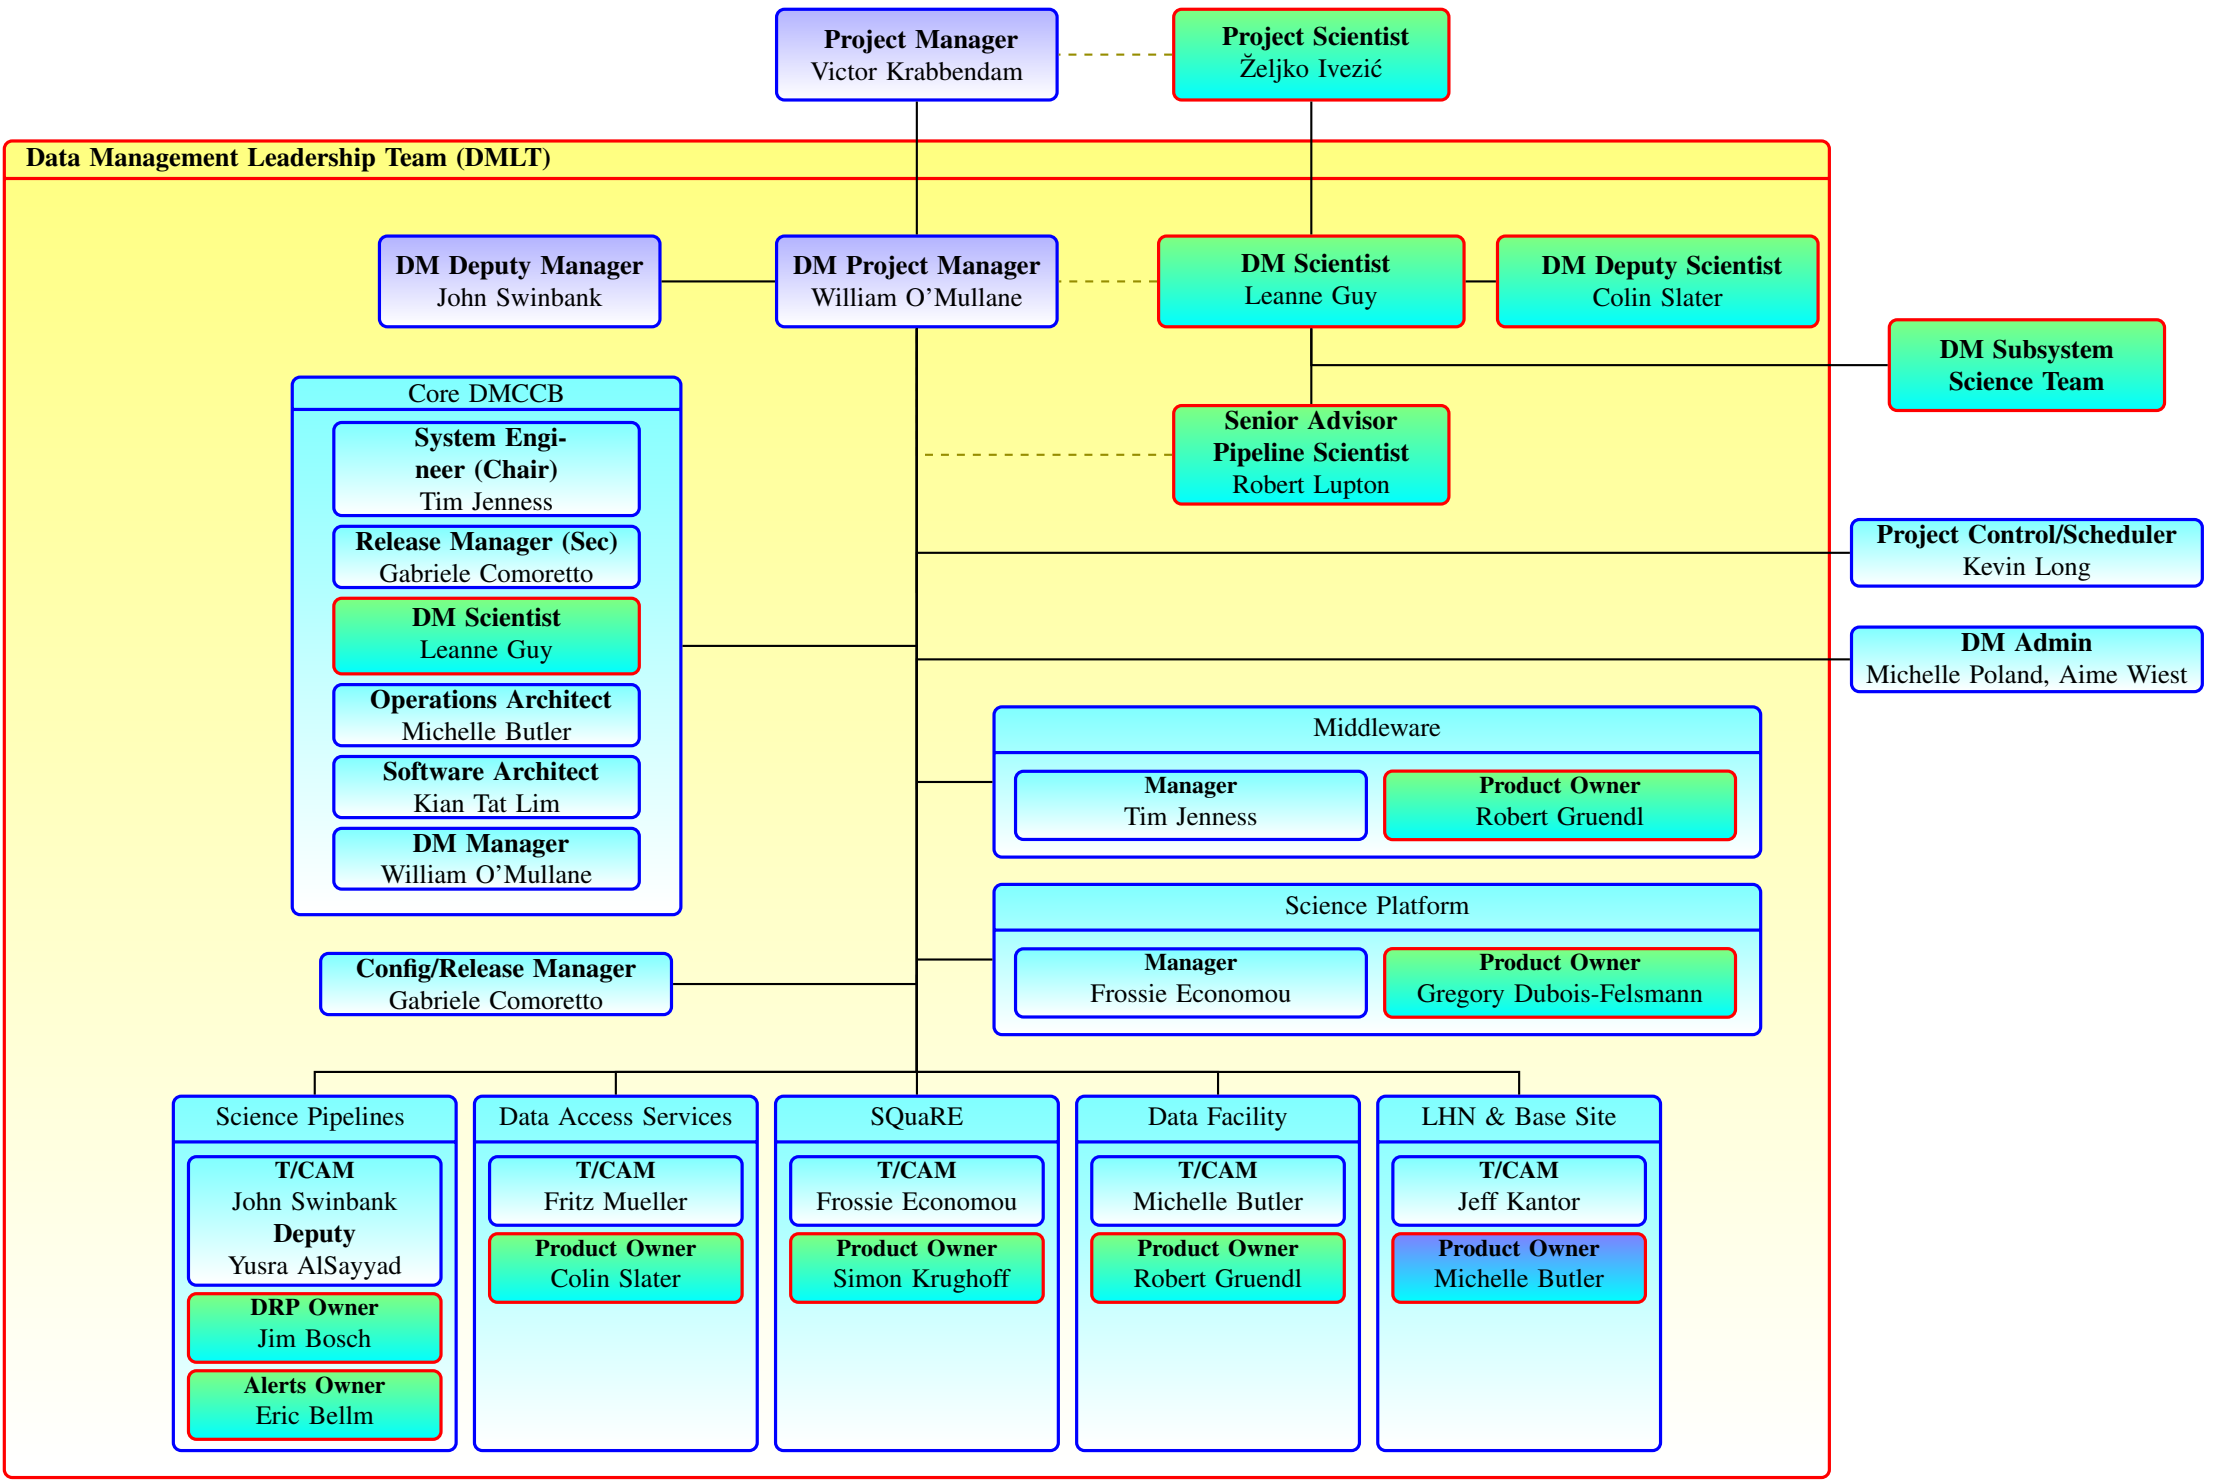 Project Manager
Victor Krabbendam
Project Scientist
Željko Ivezić
Data Management Leadership Team (DMLT)
DM Deputy Manager
John Swinbank
DM Project Manager
William O’Mullane
DM Scientist
Leanne Guy
DM Deputy Scientist
Colin Slater
DM Subsystem
Science Team
Senior Advisor
Pipeline Scientist
Robert Lupton
Core DMCCB
System Engi-
neer (Chair)
Tim Jenness
Release Manager (Sec)
Gabriele Comoretto
DM Scientist
Leanne Guy
Operations Architect
Michelle Butler
Software Architect
Kian Tat Lim
DM Manager
William O’Mullane
Project Control/Scheduler
Kevin Long
DM Admin
Michelle Poland, Aime Wiest
Middleware
Manager
Tim Jenness
Product Owner
Robert Gruendl
Science Platform
Manager
Frossie Economou
Product Owner
Gregory Dubois-Felsmann
Config/Release Manager
Gabriele Comoretto
Science Pipelines
T/CAM
John Swinbank
Deputy
Yusra AlSayyad
DRP Owner
Jim Bosch
Alerts Owner
Eric Bellm
Data Access Services
T/CAM
Fritz Mueller
Product Owner
Colin Slater
SQuaRE
T/CAM
Frossie Economou
Product Owner
Simon Krughoff
Data Facility
T/CAM
Michelle Butler
Product Owner
Robert Gruendl
LHN & Base Site
T/CAM
Jeff Kantor
Product Owner
Michelle Butler